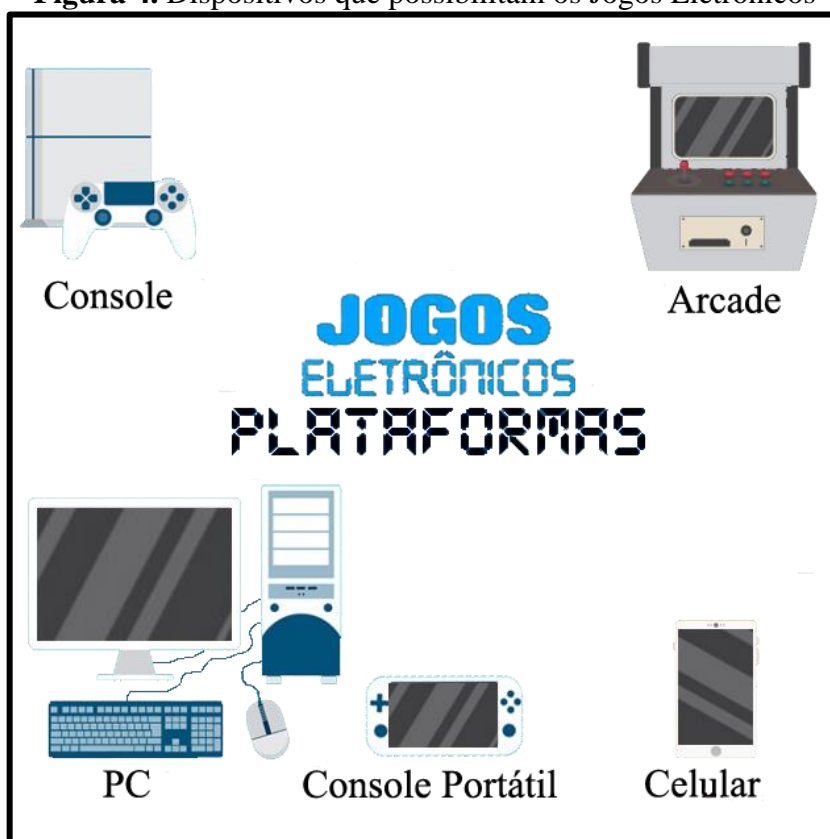 Figura 4. Dispositivos que possibilitam os Jogos Eletrônicos
Console
Arcade
JOGOS
ELETRÔNICOS
PLATAFORMAS
PC
Console Portátil
Celular